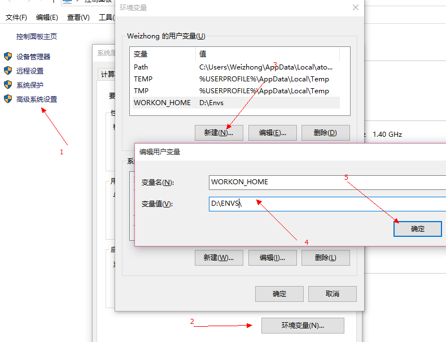 文件(F) 编辑(E) 查看(V) 工具(
控制面板主页
设备管理器
远程设置
系统保护
高级系统设置
1
环境变量
Weizhong 的用户变量(U)
变量 值
Path C:\Users\Weizhong\AppData\Local\ato...
TEMP %USERPROFILE%\AppData\Local\Temp
TMP %USERPROFILE%\AppData\Local\Temp
WORKON_HOME D:\Envs
3
新建(N)... 编辑(E)... 删除(D)
1.40 GHz
编辑用户变量
变量名(N): WORKON_HOME
变量值(V): D:\ENVS\
5
确定
4
新建(W)... 编辑(I)... 删除(L)
确定 取消
2
环境变量(N)...